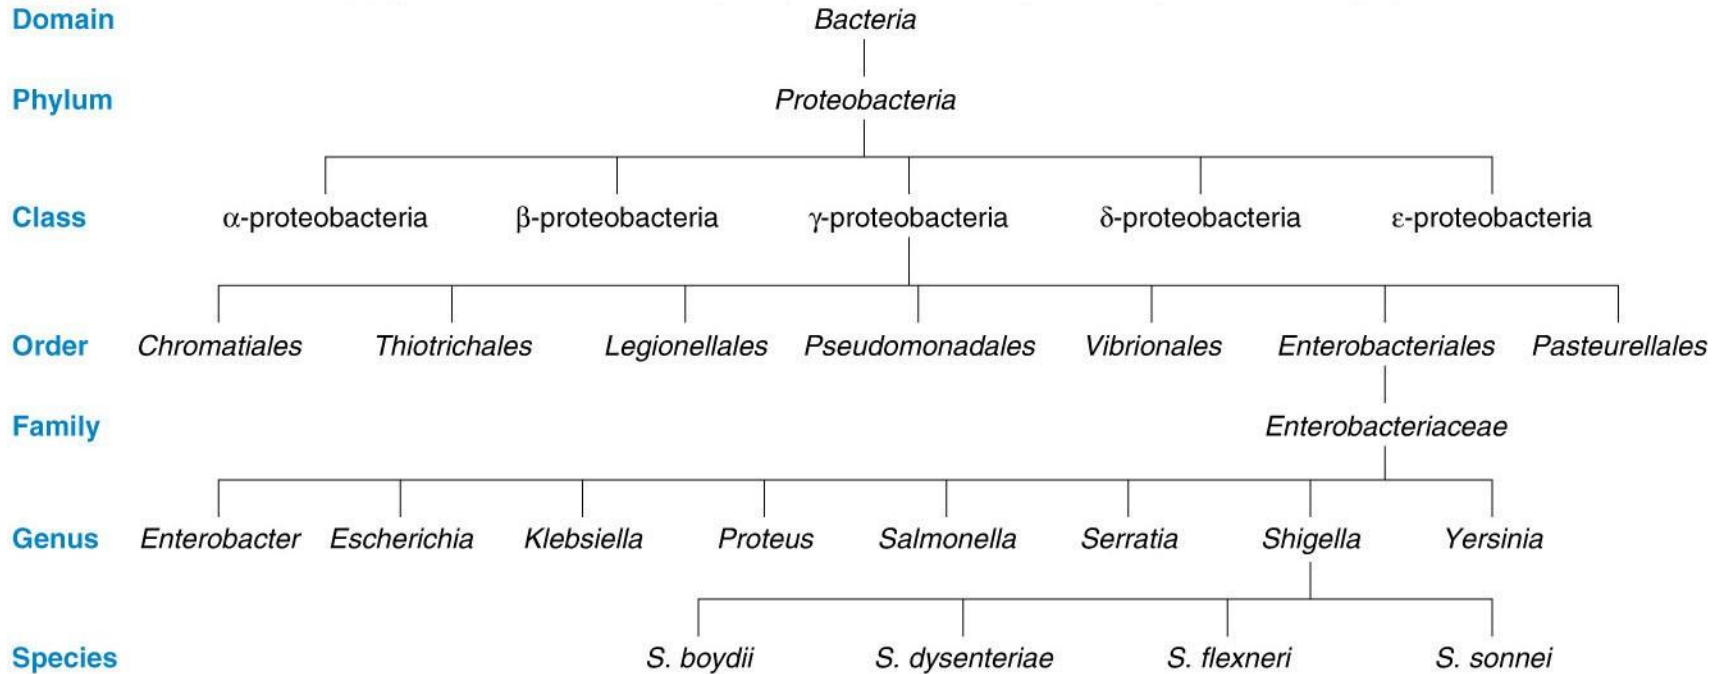 Domain Bacteria
Phylum Proteobacteria
Class α-proteobacteria β-proteobacteria γ-proteobacteria δ-proteobacteria ε-proteobacteria
Order Chromatiales Thiotrichales Legionellales Pseudomonadales Vibrionales Enterobacteriales Pasteurellales
Family Enterobacteriaceae
Genus Enterobacter Escherichia Klebsiella Proteus Salmonella Serratia Shigella Yersinia
Species S. boydii S. dysenteriae S. flexneri S. sonnei